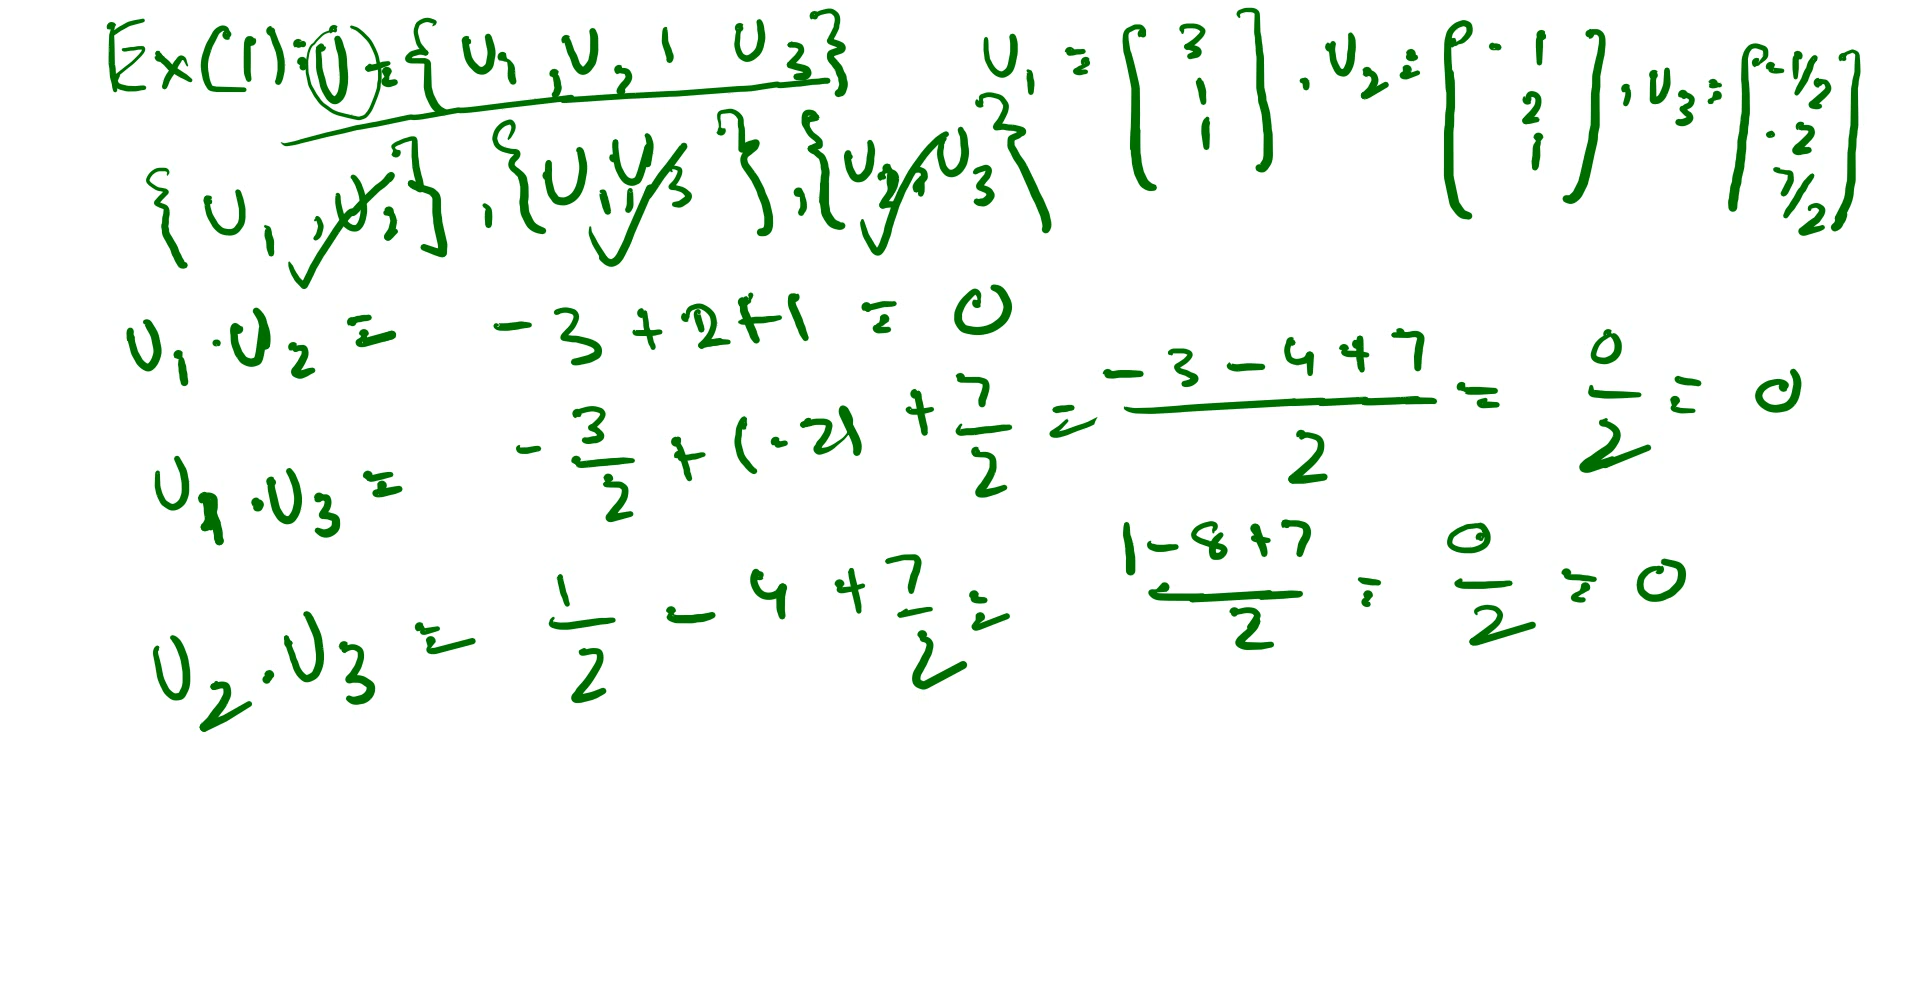 Ex(1): U = {U₁, U₂, U₃} U₁ = [3 1 1], U₂ = [-1 2 1], U₃ = [-1/2 -2 7/2]
{U₁, U₂}, {U₁, U₃}, {U₂, U₃}
U₁ · U₂ = -3 + 2 + 1 = 0
U₁ · U₃ = -3/2 + (-2) + 7/2 = (-3 - 4 + 7)/2 = 0/2 = 0
U₂ · U₃ = 1/2 - 4 + 7/2 = (1 - 8 + 7)/2 = 0/2 = 0